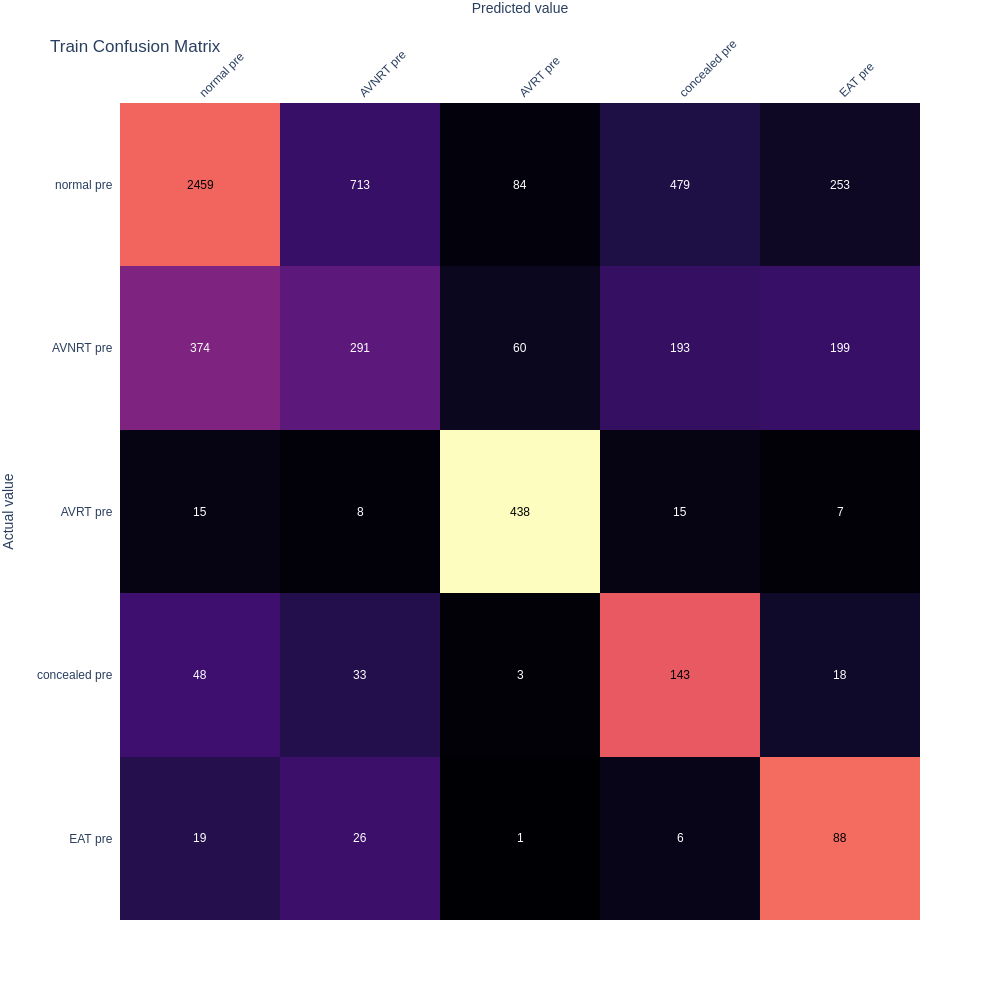 Predicted value
Train Confusion Matrix
normal pre AVNRT pre AVRT pre concealed pre EAT pre
normal pre 2459 713 84 479 253
AVNRT pre 374 291 60 193 199
Actual value
AVRT pre 15 8 438 15 7
concealed pre 48 33 3 143 18
EAT pre 19 26 1 6 88